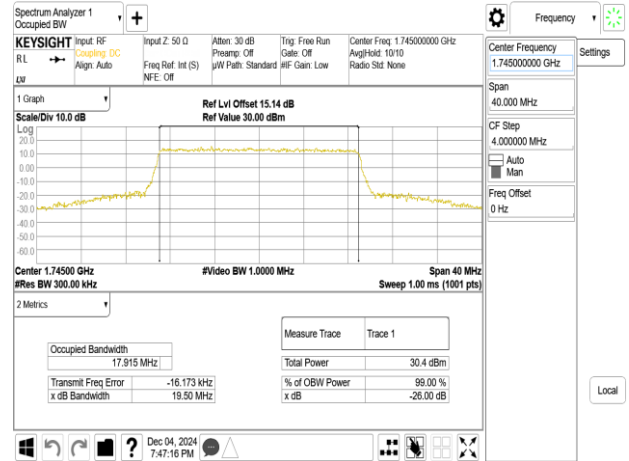 Spectrum Analyzer 1
Occupied BW
Frequency
KEYSIGHT
RL
Input: RF
Coupling: DC
Align: Auto
Input Z: 50 Ω
Freq Ref: Int (S)
NFE: Off
Atten: 30 dB
Preamp: Off
µW Path: Standard
Trig: Free Run
Gate: Off
#IF Gain: Low
Center Freq: 1.745000000 GHz
Avg|Hold: 10/10
Radio Std: None
Center Frequency
1.745000000 GHz
Settings
Span
40.000 MHz
CF Step
4.000000 MHz
Auto
Man
Freq Offset
0 Hz
1 Graph
Scale/Div 10.0 dB
Ref Lvl Offset 15.14 dB
Ref Value 30.00 dBm
Log
20.0
10.0
0.00
-10.0
-20.0
-30.0
-40.0
-50.0
-60.0
Center 1.74500 GHz
#Video BW 1.0000 MHz
Span 40 MHz
#Res BW 300.00 kHz
Sweep 1.00 ms (1001 pts)
2 Metrics
Measure Trace Trace 1
Occupied Bandwidth
17.915 MHz
Total Power 30.4 dBm
Transmit Freq Error -16.173 kHz
% of OBW Power 99.00 %
x dB Bandwidth 19.50 MHz
x dB -26.00 dB
Local
Dec 04, 2024
7:47:16 PM